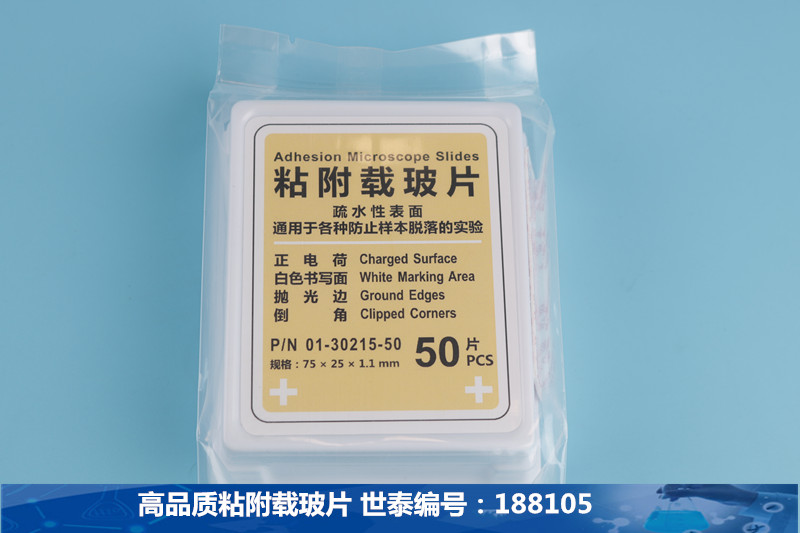 Adhesion Microscope Slides
粘附载玻片
疏水性表面
通用于各种防止样本脱落的实验
正电荷 Charged Surface
白色书写面 White Marking Area
抛光边 Ground Edges
倒角 Clipped Corners
P/N 01-30215-50
规格：75 × 25 × 1.1 mm
50片 PCS
高品质粘附载玻片 世泰编号：188105